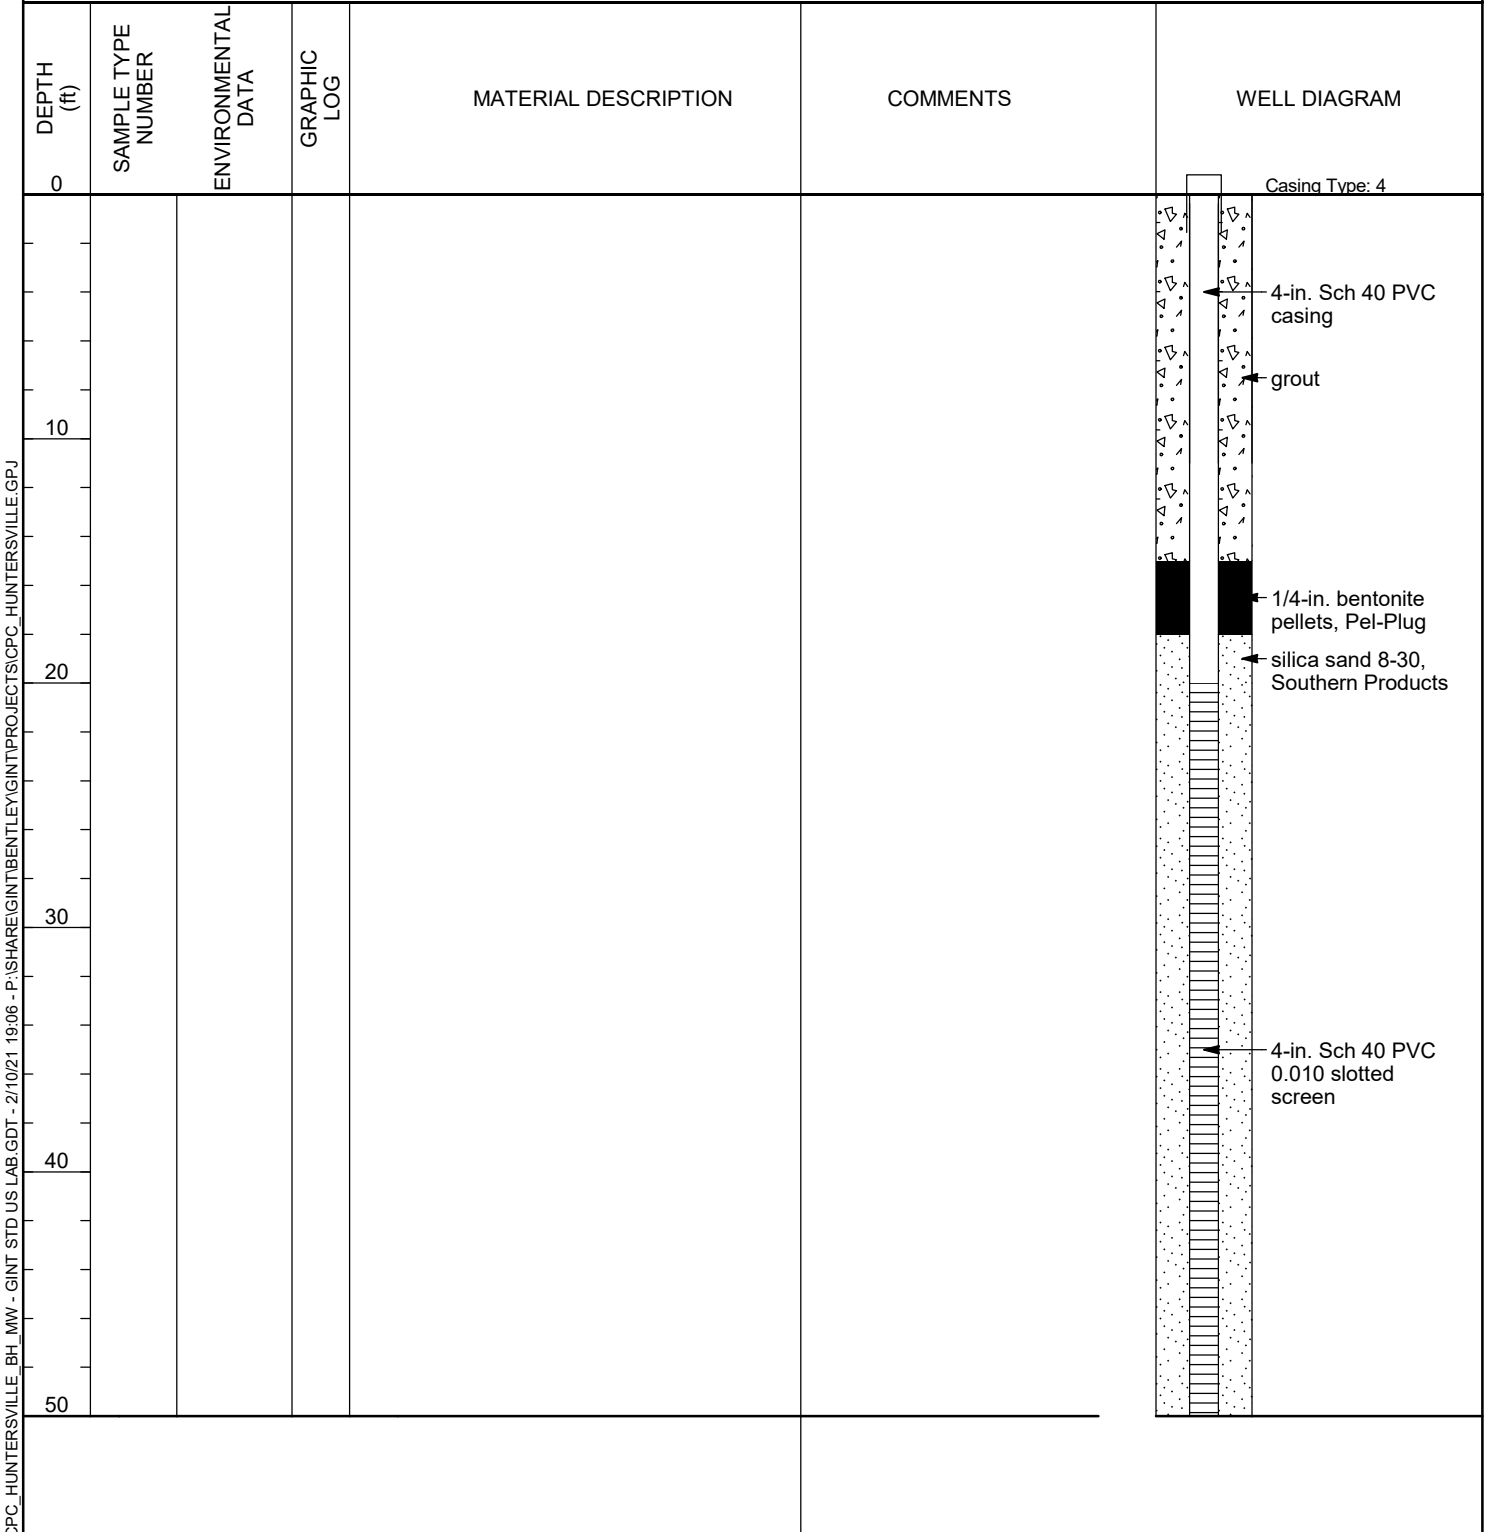 DEPTH
(ft)
SAMPLE TYPE
NUMBER
ENVIRONMENTAL
DATA
GRAPHIC
LOG
MATERIAL DESCRIPTION
COMMENTS
WELL DIAGRAM
0
Casing Type: 4
4-in. Sch 40 PVC
casing
grout
10
1/4-in. bentonite
pellets, Pel-Plug
silica sand 8-30,
Southern Products
20
30
4-in. Sch 40 PVC
0.010 slotted
screen
40
50
CPC_HUNTERSVILLE_BH_MW - GINT STD US LAB.GDT - 2/10/21 19:06 - P:\SHARE\GINT\BENTLEY\GINT\PROJECTS\CPC_HUNTERSVILLE.GPJ